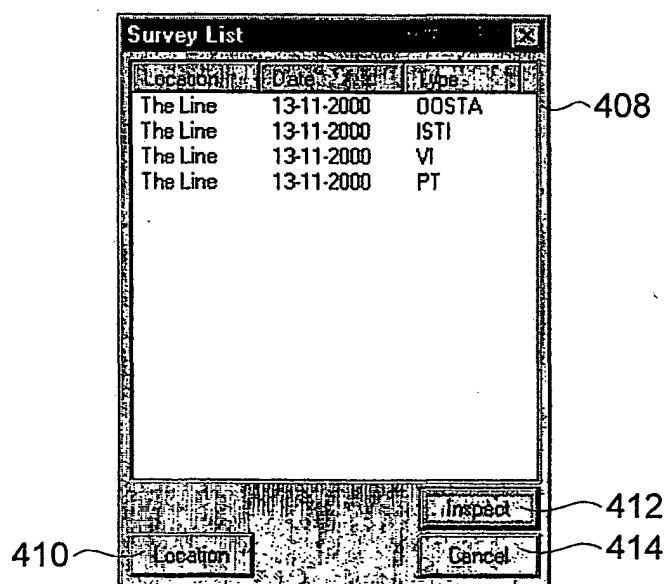 Survey List
Location Date Type
The Line 13-11-2000 OOSTA 408
The Line 13-11-2000 ISTI
The Line 13-11-2000 VI
The Line 13-11-2000 PT
Inspect 412
410 Location Cancel 414